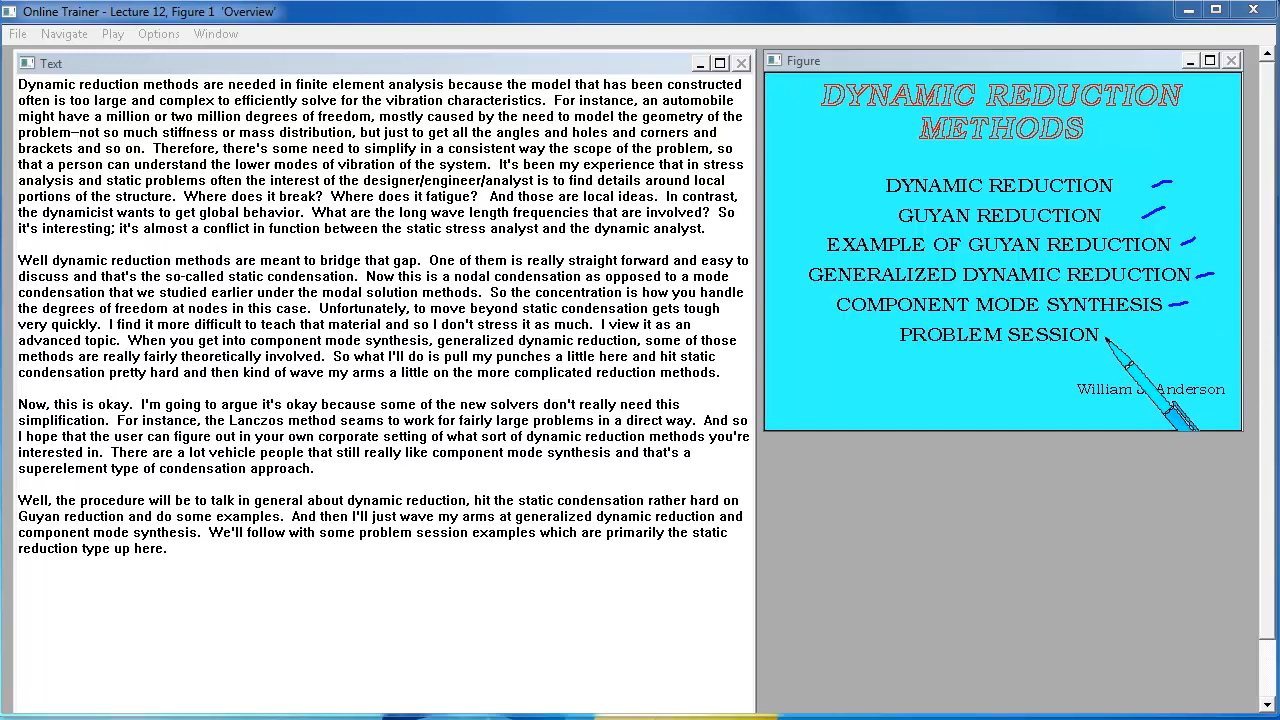 Online Trainer - Lecture 12, Figure 1 'Overview'
File Navigate Play Options Window
Text
Dynamic reduction methods are needed in finite element analysis because the model that has been constructed
often is too large and complex to efficiently solve for the vibration characteristics. For instance, an automobile
might have a million or two million degrees of freedom, mostly caused by the need to model the geometry of the
problem--not so much stiffness or mass distribution, but just to get all the angles and holes and corners and
brackets and so on. Therefore, there's some need to simplify in a consistent way the scope of the problem, so
that a person can understand the lower modes of vibration of the system. It's been my experience that in stress
analysis and static problems often the interest of the designer/engineer/analyst is to find details around local
portions of the structure. Where does it break? Where does it fatigue? And those are local ideas. In contrast,
the dynamicist wants to get global behavior. What are the long wave length frequencies that are involved? So
it's interesting; it's almost a conflict in function between the static stress analyst and the dynamic analyst.
Well dynamic reduction methods are meant to bridge that gap. One of them is really straight forward and easy to
discuss and that's the so-called static condensation. Now this is a nodal condensation as opposed to a mode
condensation that we studied earlier under the modal solution methods. So the concentration is how you handle
the degrees of freedom at nodes in this case. Unfortunately, to move beyond static condensation gets tough
very quickly. I find it more difficult to teach that material and so I don't stress it as much. I view it as an
advanced topic. When you get into component mode synthesis, generalized dynamic reduction, some of those
methods are really fairly theoretically involved. So what I'll do is pull my punches a little here and hit static
condensation pretty hard and then kind of wave my arms a little on the more complicated reduction methods.
Now, this is okay. I'm going to argue it's okay because some of the new solvers don't really need this
simplification. For instance, the Lanczos method seams to work for fairly large problems in a direct way. And so
I hope that the user can figure out in your own corporate setting of what sort of dynamic reduction methods you're
interested in. There are a lot vehicle people that still really like component mode synthesis and that's a
superelement type of condensation approach.
Well, the procedure will be to talk in general about dynamic reduction, hit the static condensation rather hard on
Guyan reduction and do some examples. And then I'll just wave my arms at generalized dynamic reduction and
component mode synthesis. We'll follow with some problem session examples which are primarily the static
reduction type up here.
Figure
DYNAMIC REDUCTION
METHODS
DYNAMIC REDUCTION
GUYAN REDUCTION
EXAMPLE OF GUYAN REDUCTION
GENERALIZED DYNAMIC REDUCTION
COMPONENT MODE SYNTHESIS
PROBLEM SESSION
William J. Anderson